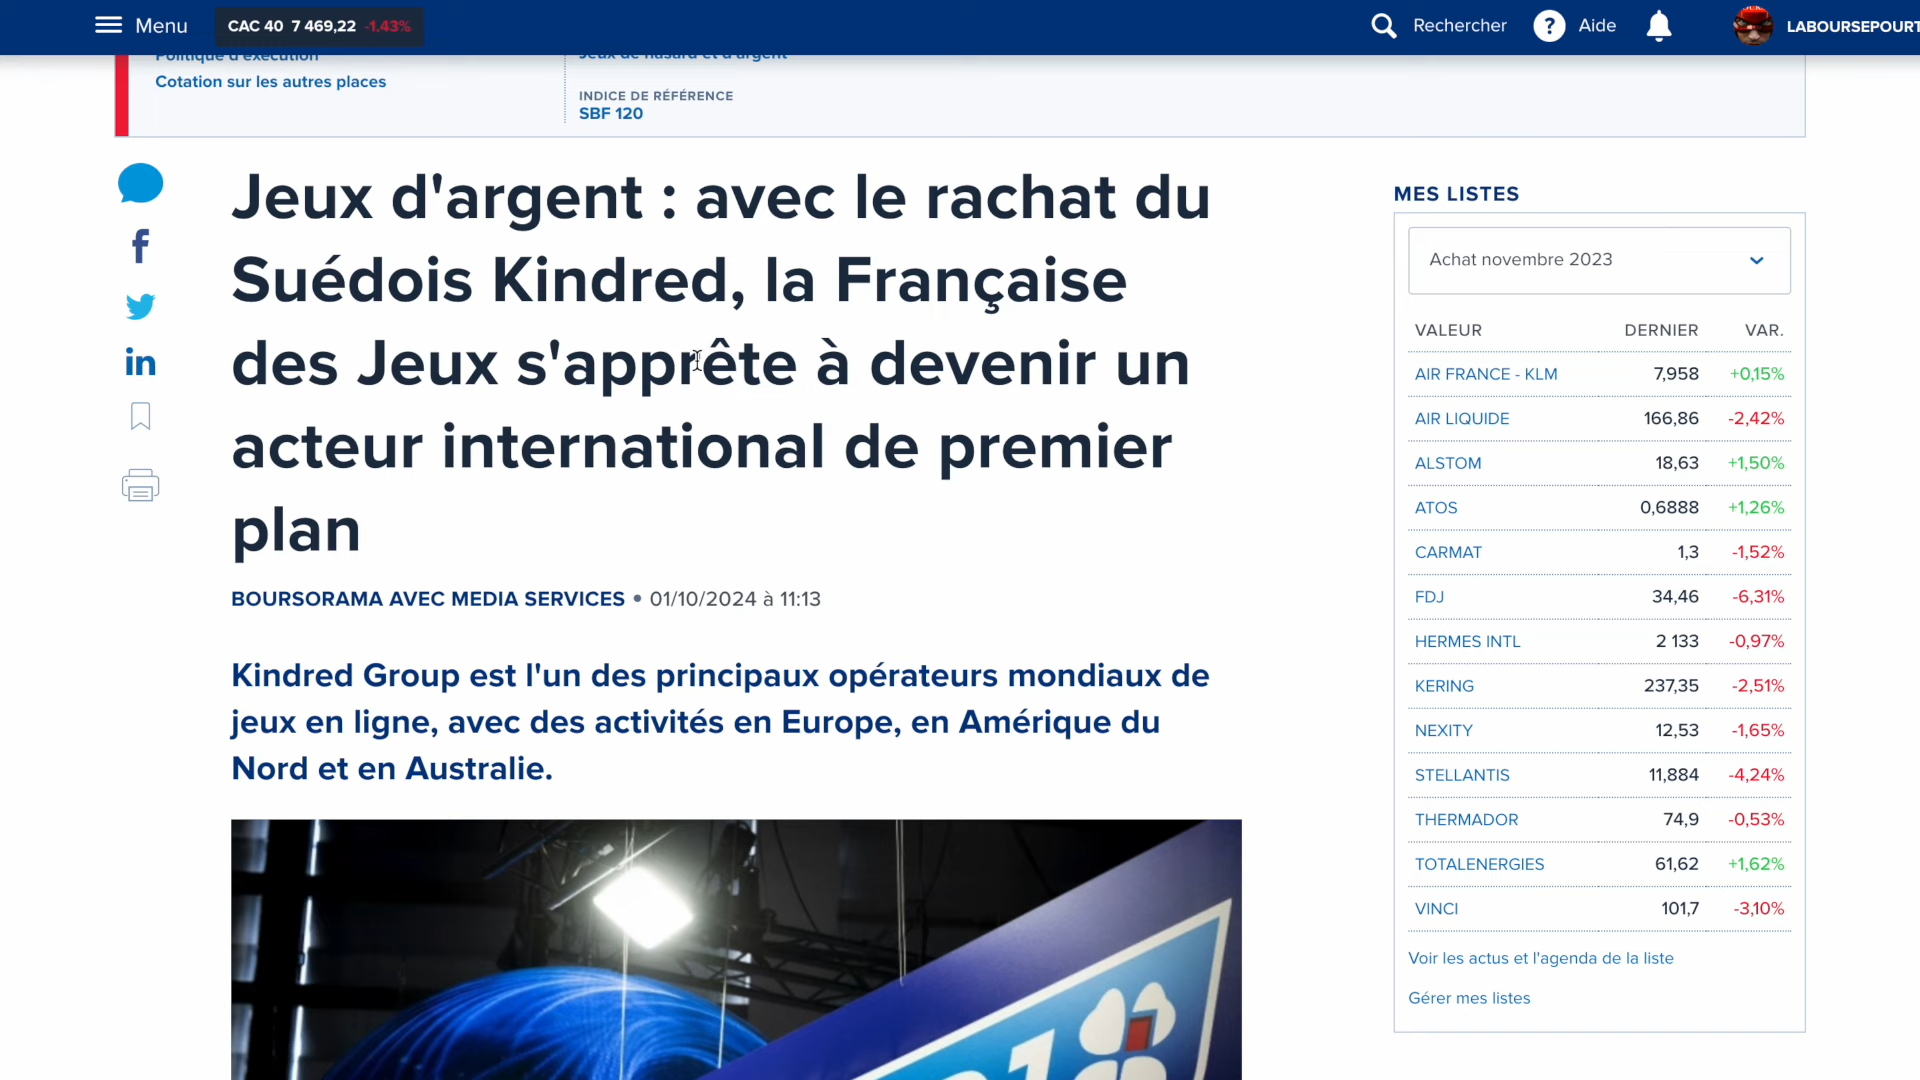 Menu
CAC 40 7 469,22 -1.43%
Rechercher
? Aide
LABOURSEPOURT
Politique d'exécution
Cotation sur les autres places
Jeux de hasard et d'argent
INDICE DE RÉFÉRENCE
SBF 120
Jeux d'argent : avec le rachat du
Suédois Kindred, la Française
des Jeux s'apprête à devenir un
acteur international de premier
plan
BOURSORAMA AVEC MEDIA SERVICES • 01/10/2024 à 11:13
Kindred Group est l'un des principaux opérateurs mondiaux de
jeux en ligne, avec des activités en Europe, en Amérique du
Nord et en Australie.
MES LISTES
Achat novembre 2023
VALEUR DERNIER VAR.
AIR FRANCE - KLM 7,958 +0,15%
AIR LIQUIDE 166,86 -2,42%
ALSTOM 18,63 +1,50%
ATOS 0,6888 +1,26%
CARMAT 1,3 -1,52%
FDJ 34,46 -6,31%
HERMES INTL 2 133 -0,97%
KERING 237,35 -2,51%
NEXITY 12,53 -1,65%
STELLANTIS 11,884 -4,24%
THERMADOR 74,9 -0,53%
TOTALENERGIES 61,62 +1,62%
VINCI 101,7 -3,10%
Voir les actus et l'agenda de la liste
Gérer mes listes